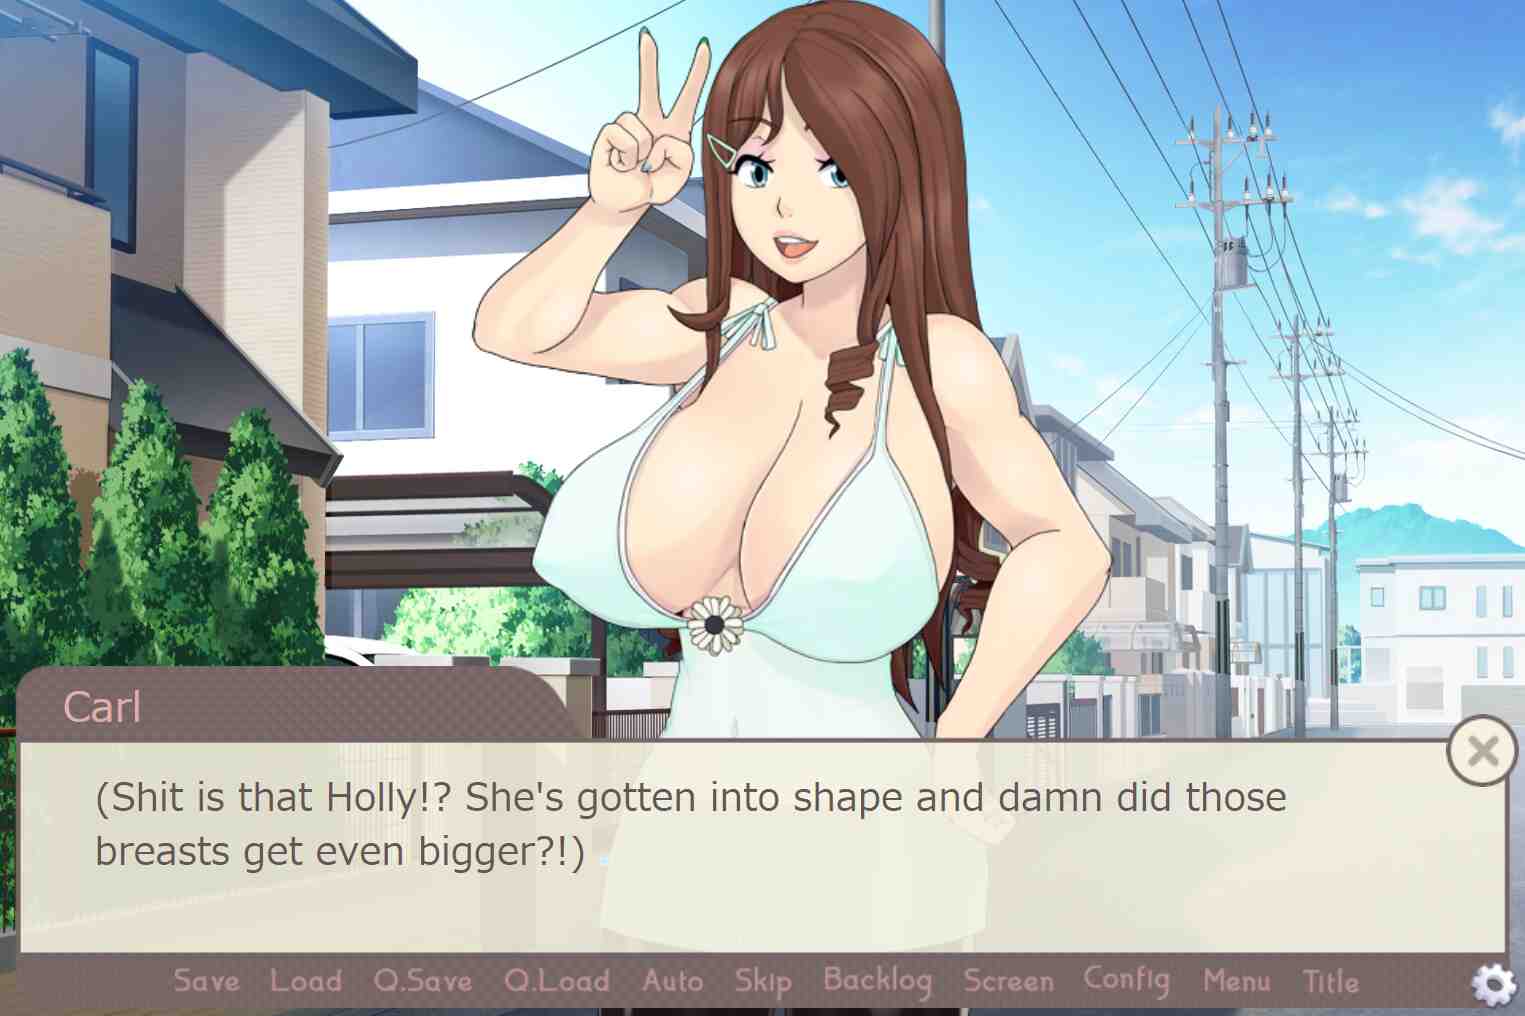 Carl
(Shit is that Holly!? She's gotten into shape and damn did those
breasts get even bigger?!)
Save Load Q.Save Q.Load Auto Skip Backlog Screen Config Menu Title